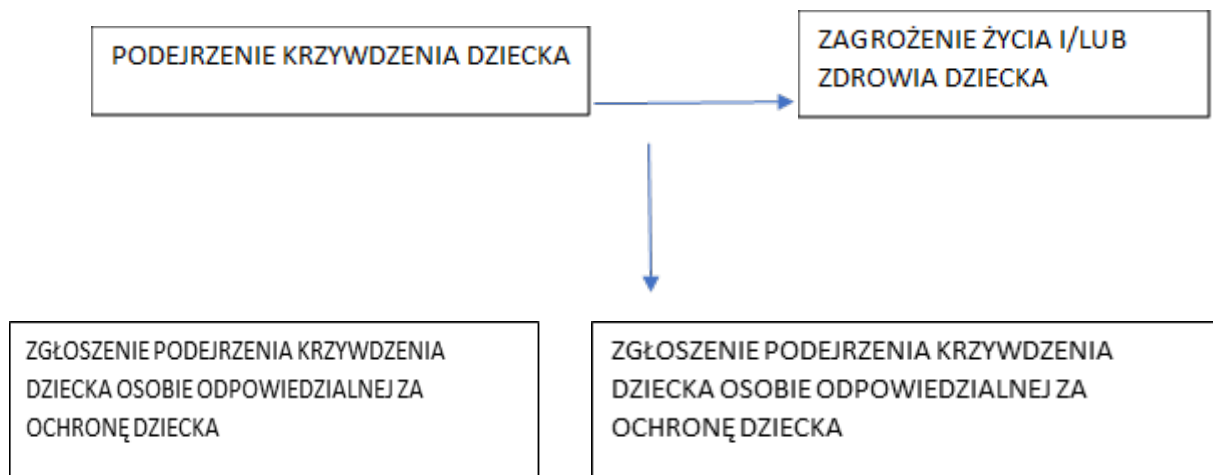 PODEJRZENIE KRZYWDZENIA DZIECKA
ZAGROŻENIE ŻYCIA I/LUB
ZDROWIA DZIECKA
ZGŁOSZENIE PODEJRZENIA KRZYWDZENIA
DZIECKA OSOBIE ODPOWIEDZIALNEJ ZA
OCHRONĘ DZIECKA
ZGŁOSZENIE PODEJRZENIA KRZYWDZENIA
DZIECKA OSOBIE ODPOWIEDZIALNEJ ZA
OCHRONĘ DZIECKA